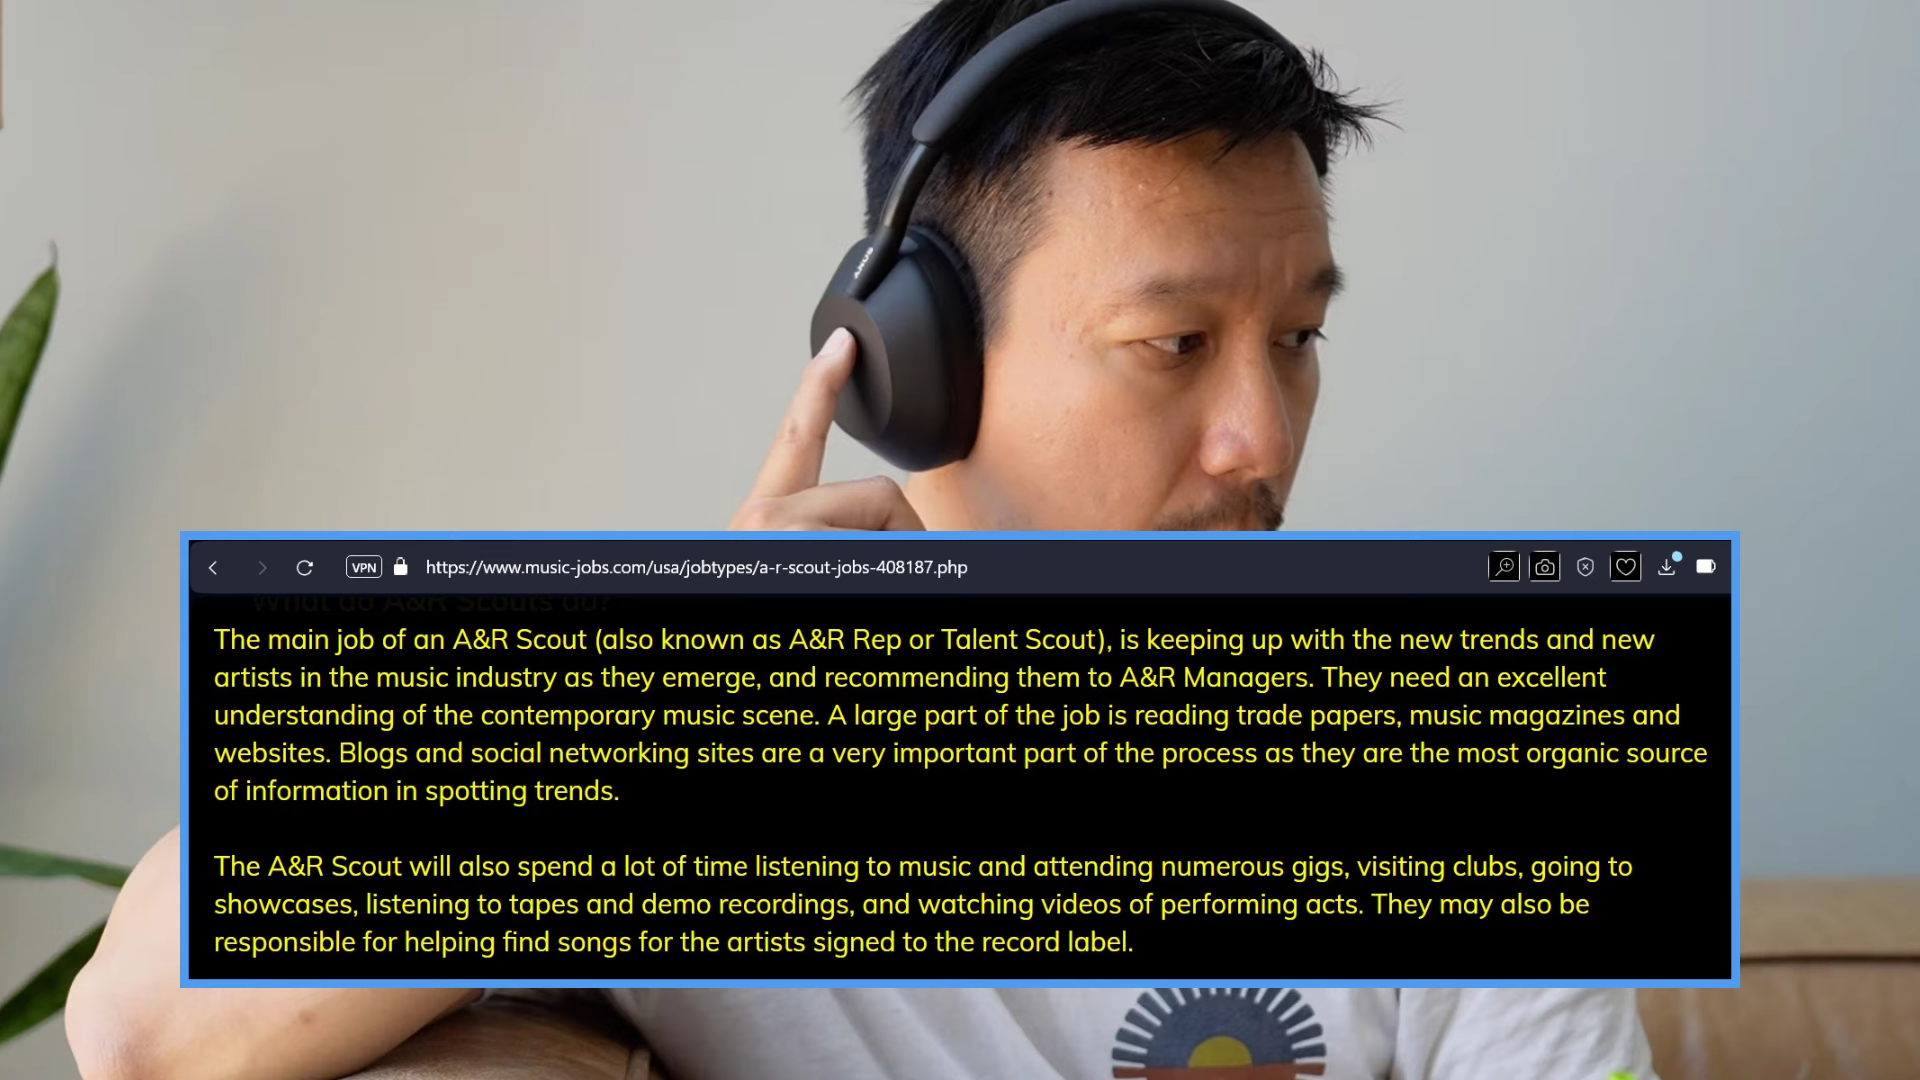 SONY
VPN
https://www.music-jobs.com/usa/jobtypes/a-r-scout-jobs-408187.php
What do A&R Scouts do?
The main job of an A&R Scout (also known as A&R Rep or Talent Scout), is keeping up with the new trends and new
artists in the music industry as they emerge, and recommending them to A&R Managers. They need an excellent
understanding of the contemporary music scene. A large part of the job is reading trade papers, music magazines and
websites. Blogs and social networking sites are a very important part of the process as they are the most organic source
of information in spotting trends.
The A&R Scout will also spend a lot of time listening to music and attending numerous gigs, visiting clubs, going to
showcases, listening to tapes and demo recordings, and watching videos of performing acts. They may also be
responsible for helping find songs for the artists signed to the record label.